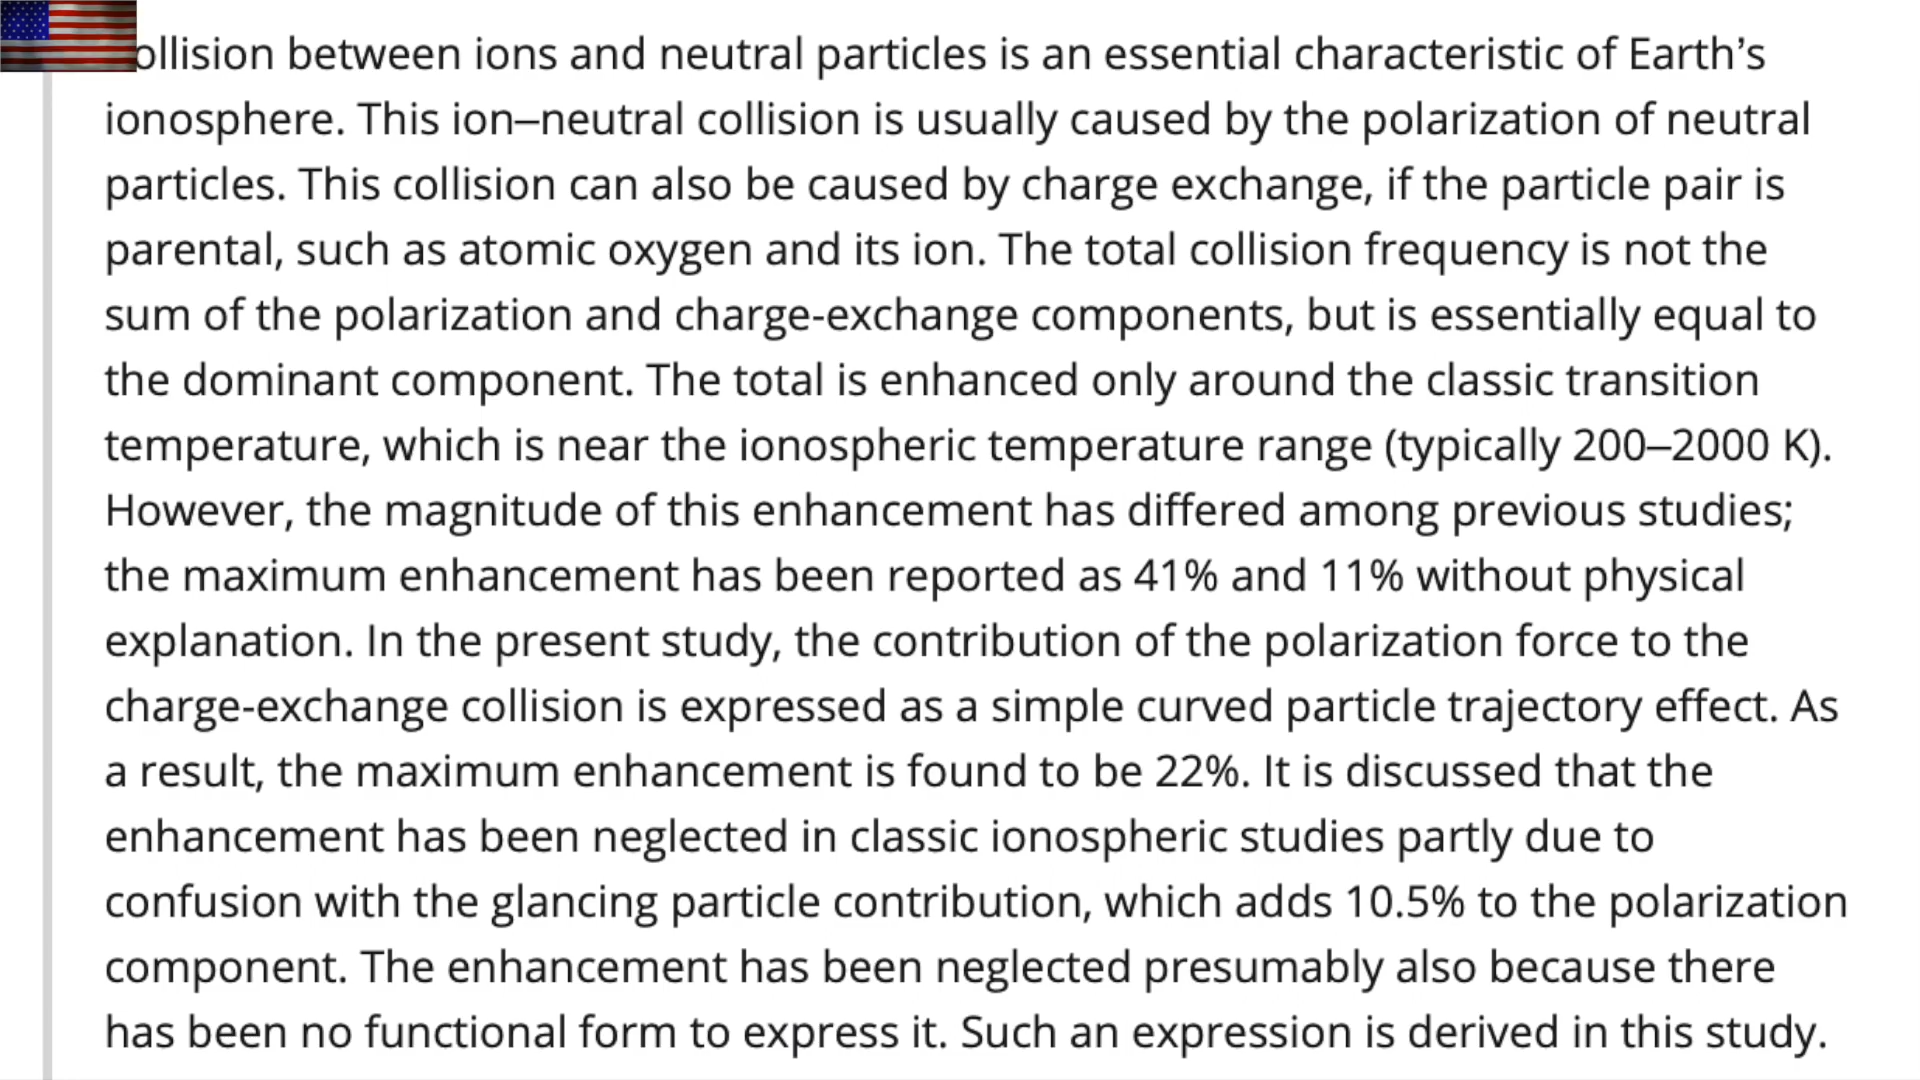 ollision between ions and neutral particles is an essential characteristic of Earth’s
ionosphere. This ion–neutral collision is usually caused by the polarization of neutral
particles. This collision can also be caused by charge exchange, if the particle pair is
parental, such as atomic oxygen and its ion. The total collision frequency is not the
sum of the polarization and charge-exchange components, but is essentially equal to
the dominant component. The total is enhanced only around the classic transition
temperature, which is near the ionospheric temperature range (typically 200–2000 K).
However, the magnitude of this enhancement has differed among previous studies;
the maximum enhancement has been reported as 41% and 11% without physical
explanation. In the present study, the contribution of the polarization force to the
charge-exchange collision is expressed as a simple curved particle trajectory effect. As
a result, the maximum enhancement is found to be 22%. It is discussed that the
enhancement has been neglected in classic ionospheric studies partly due to
confusion with the glancing particle contribution, which adds 10.5% to the polarization
component. The enhancement has been neglected presumably also because there
has been no functional form to express it. Such an expression is derived in this study.